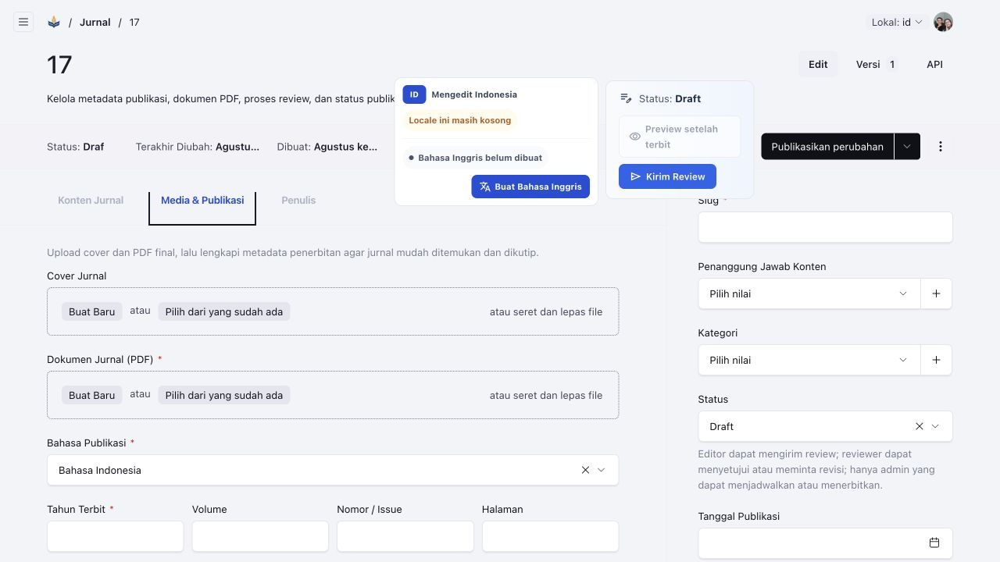 / Jurnal / 17
Lokal: id
17
Edit
Versi 1
API
Kelola metadata publikasi, dokumen PDF, proses review, dan status publik
ID Mengedit Indonesia
Locale ini masih kosong
Bahasa Inggris belum dibuat
Buat Bahasa Inggris
Status: Draft
Preview setelah
terbit
Kirim Review
Status: Draf
Terakhir Diubah: Agustu...
Dibuat: Agustus ke...
Publikasikan perubahan
Konten Jurnal
Media & Publikasi
Penulis
Upload cover dan PDF final, lalu lengkapi metadata penerbitan agar jurnal mudah ditemukan dan dikutip.
Cover Jurnal
Buat Baru atau Pilih dari yang sudah ada atau seret dan lepas file
Dokumen Jurnal (PDF) *
Buat Baru atau Pilih dari yang sudah ada atau seret dan lepas file
Bahasa Publikasi *
Bahasa Indonesia
Tahun Terbit *
Volume
Nomor / Issue
Halaman
Slug *
Penanggung Jawab Konten
Pilih nilai
Kategori
Pilih nilai
Status
Draft
Editor dapat mengirim review; reviewer dapat
menyetujui atau meminta revisi; hanya admin yang
dapat menjadwalkan atau menerbitkan.
Tanggal Publikasi